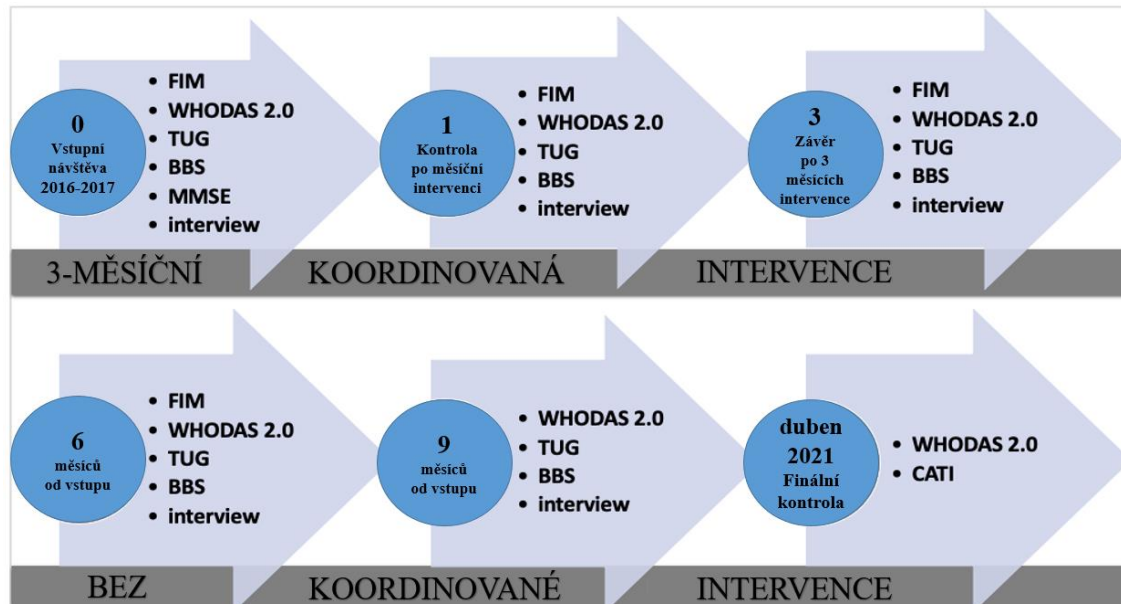 0
Vstupní
návštěva
2016-2017
• FIM
• WHODAS 2.0
• TUG
• BBS
• MMSE
• interview
1
Kontrola
po měsíční
intervenci
• FIM
• WHODAS 2.0
• TUG
• BBS
• interview
3
Závěr
po 3
měsících
intervence
• FIM
• WHODAS 2.0
• TUG
• BBS
• interview
3-MĚSÍČNÍ KOORDINOVANÁ INTERVENCE
6
měsíců
od vstupu
• FIM
• WHODAS 2.0
• TUG
• BBS
• interview
9
měsíců
od vstupu
• WHODAS 2.0
• TUG
• BBS
• interview
duben
2021
Finální
kontrola
• WHODAS 2.0
• CATI
BEZ KOORDINOVANÉ INTERVENCE